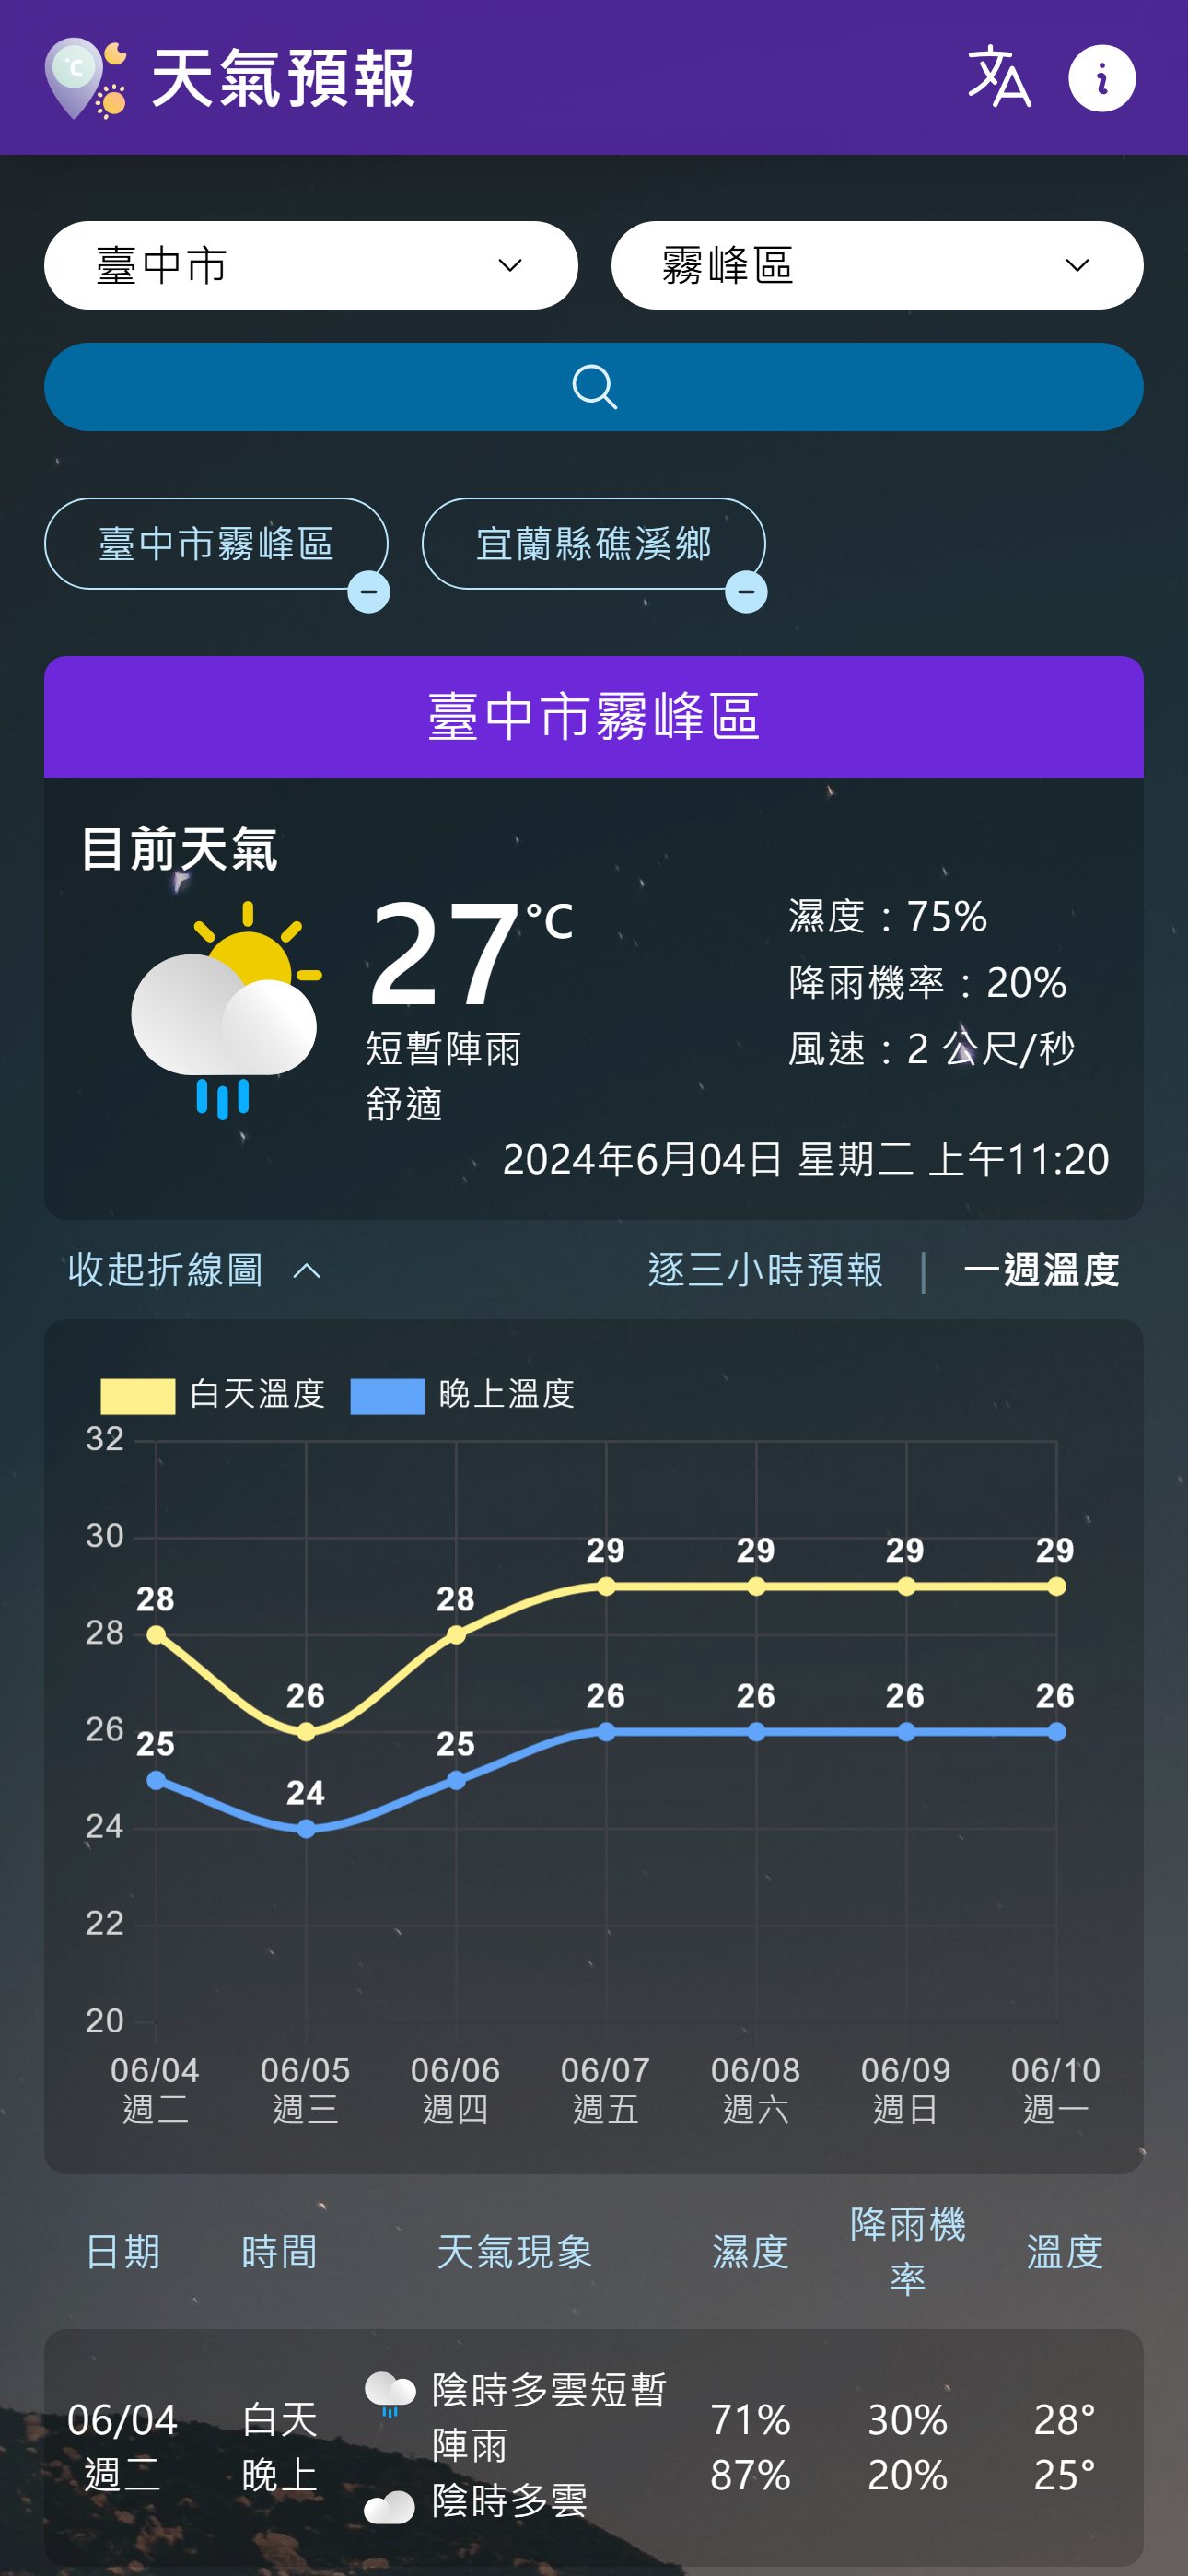 °C
天氣預報
文A
i
臺中市
霧峰區
臺中市霧峰區
宜蘭縣礁溪鄉
臺中市霧峰區
目前天氣
27°C
短暫陣雨
舒適
濕度：75%
降雨機率：20%
風速：2 公尺/秒
2024年6月04日 星期二 上午11:20
收起折線圖
逐三小時預報 | 一週溫度
白天溫度 晚上溫度
32
30
28
26
24
22
20
28 26 28 29 29 29 29
25 24 25 26 26 26 26
06/04 06/05 06/06 06/07 06/08 06/09 06/10
週二 週三 週四 週五 週六 週日 週一
日期 時間 天氣現象 濕度 降雨機率 溫度
06/04
週二
白天
晚上
陰時多雲短暫
陣雨
陰時多雲
71%
87%
30%
20%
28°
25°